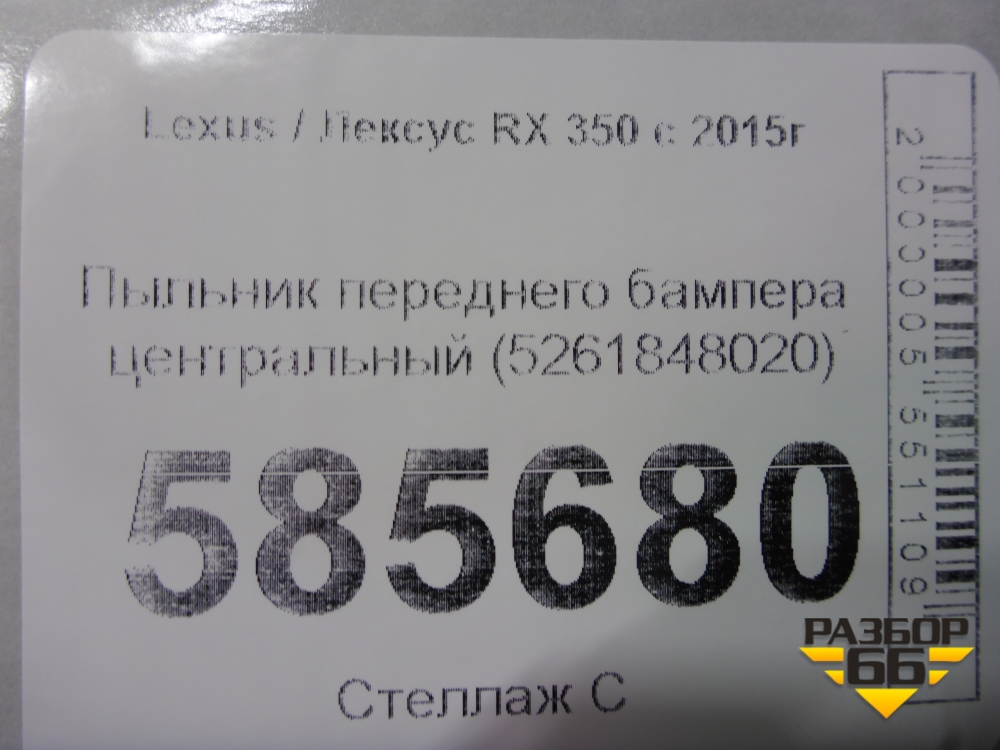 Lexus / Лексус RX 350 с 2015г
Пыльник переднего бампера
центральный (5261848020)
585680
Стеллаж С
2000005551109
РАЗБОР
66